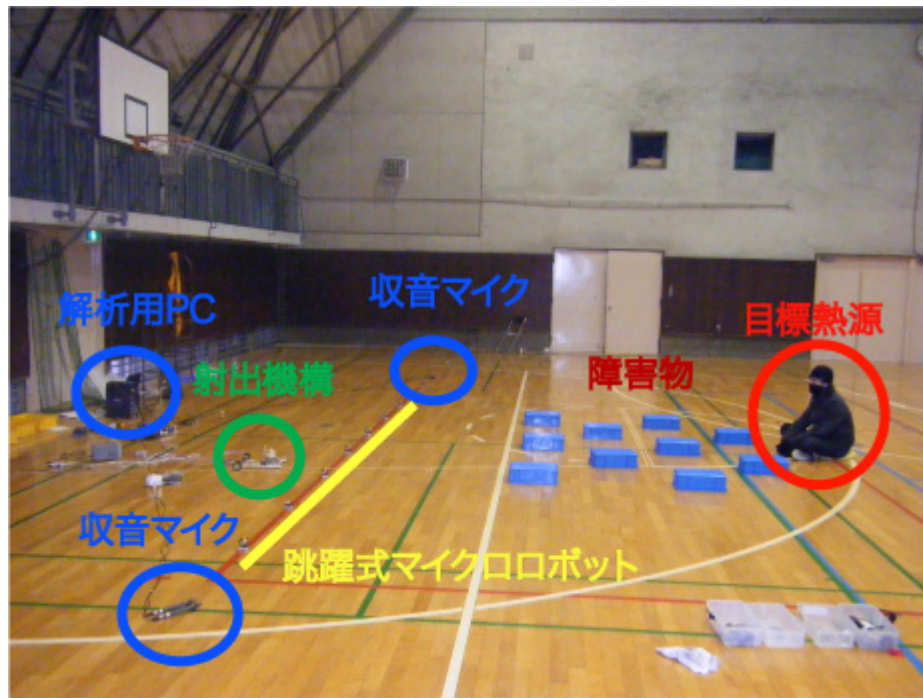 収音マイク
解析用PC
目標熱源
射出機構
障害物
収音マイク
跳躍式マイクロロボット